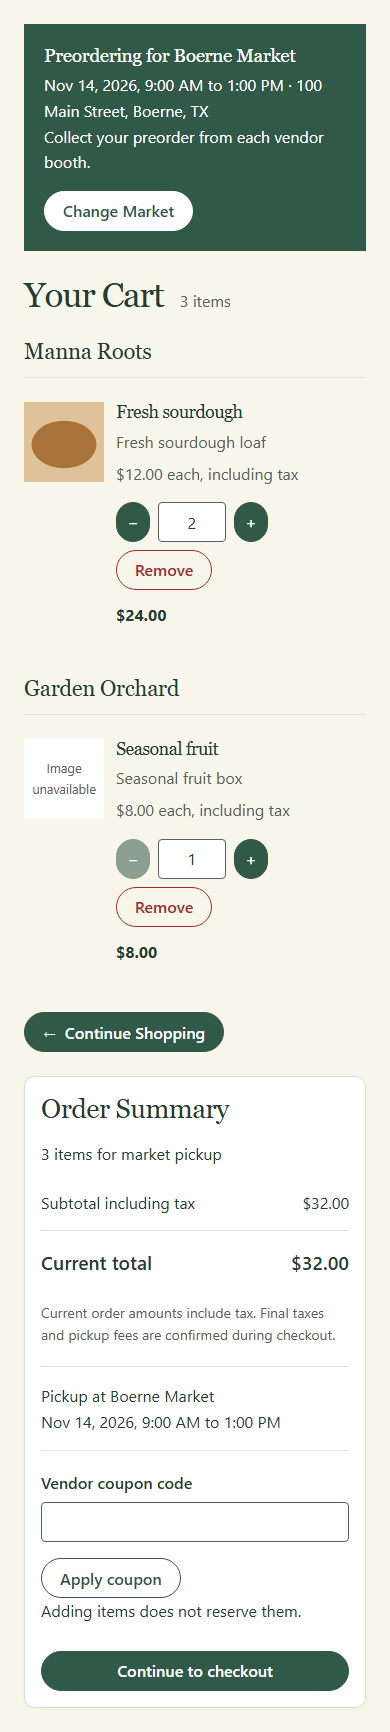 Preordering for Boerne Market
Nov 14, 2026, 9:00 AM to 1:00 PM · 100
Main Street, Boerne, TX
Collect your preorder from each vendor
booth.
Change Market
Your Cart 3 items
Manna Roots
Fresh sourdough
Fresh sourdough loaf
$12.00 each, including tax
− 2 +
Remove
$24.00
Garden Orchard
Image
unavailable
Seasonal fruit
Seasonal fruit box
$8.00 each, including tax
− 1 +
Remove
$8.00
← Continue Shopping
Order Summary
3 items for market pickup
Subtotal including tax $32.00
Current total $32.00
Current order amounts include tax. Final taxes
and pickup fees are confirmed during checkout.
Pickup at Boerne Market
Nov 14, 2026, 9:00 AM to 1:00 PM
Vendor coupon code
Apply coupon
Adding items does not reserve them.
Continue to checkout